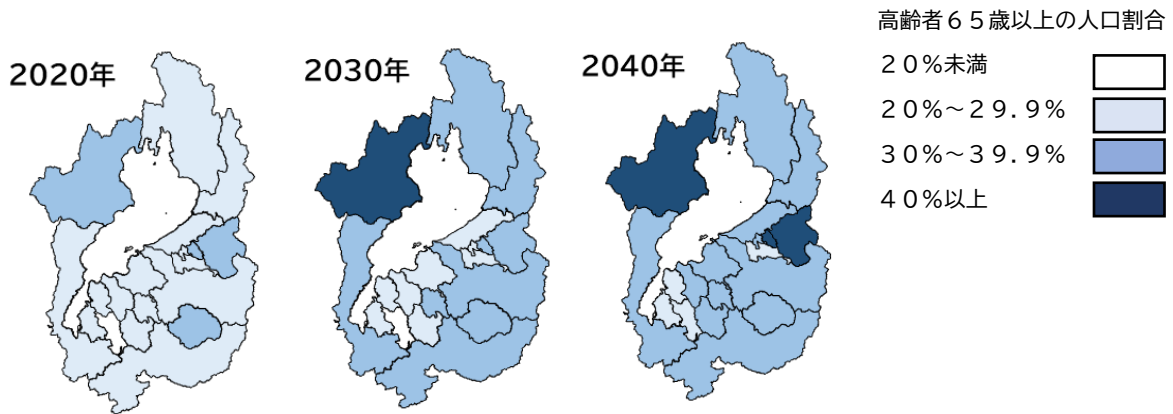 2020年
2030年
2040年
高齢者６５歳以上の人口割合
２０％未満
２０％～２９.９％
３０％～３９.９％
４０％以上